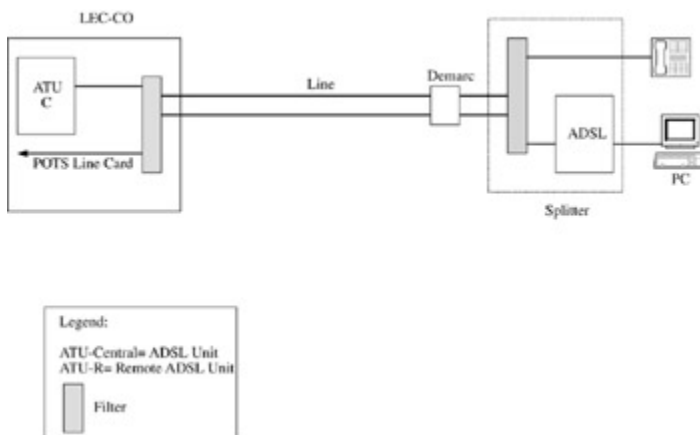 LEC-CO
ATU
C
POTS Line Card
Line
Demarc
ADSL
PC
Splitter
Legend:
ATU-Central= ADSL Unit
ATU-R= Remote ADSL Unit
Filter